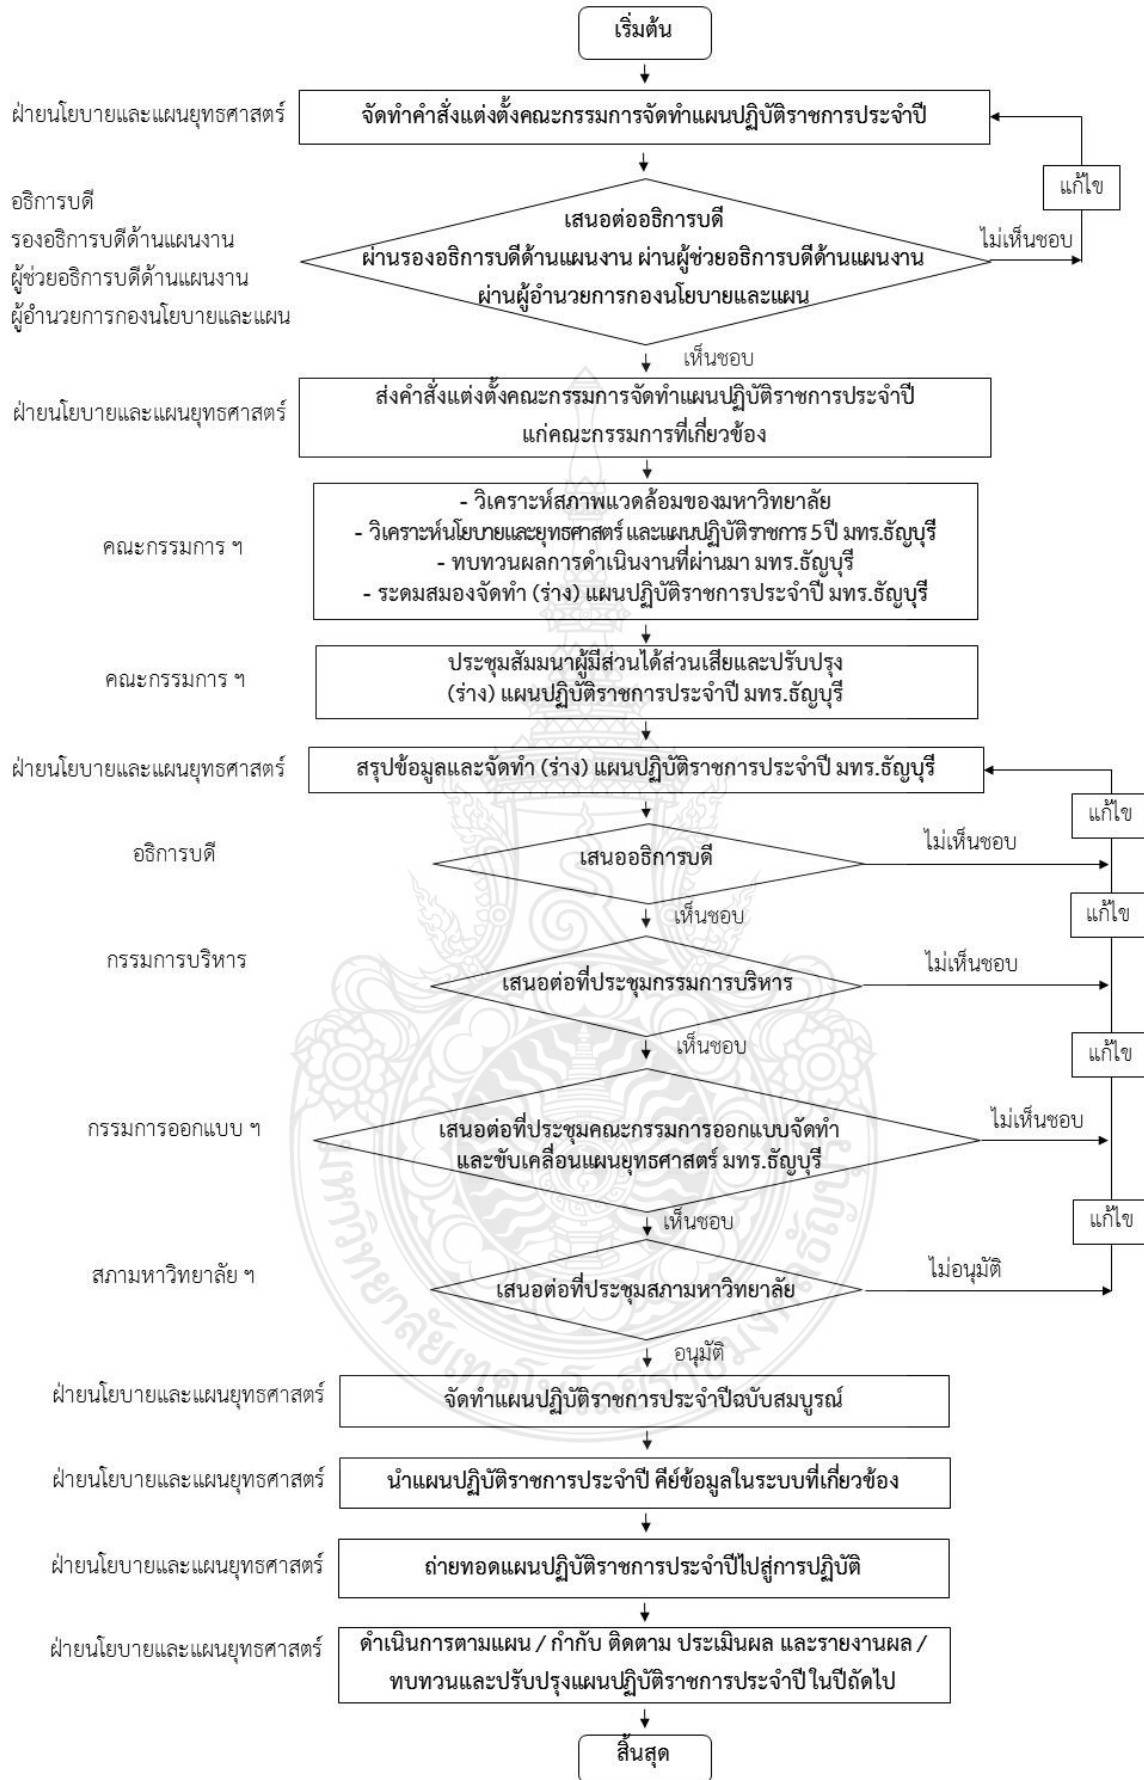 เริ่มต้น
ฝ่ายนโยบายและแผนยุทธศาสตร์
จัดทำคำสั่งแต่งตั้งคณะกรรมการจัดทำแผนปฏิบัติราชการประจำปี
แก้ไข
อธิการบดี
รองอธิการบดีด้านแผนงาน
ผู้ช่วยอธิการบดีด้านแผนงาน
ผู้อำนวยการกองนโยบายและแผน
เสนอต่ออธิการบดี
ผ่านรองอธิการบดีด้านแผนงาน ผ่านผู้ช่วยอธิการบดีด้านแผนงาน
ผ่านผู้อำนวยการกองนโยบายและแผน
ไม่เห็นชอบ
เห็นชอบ
ฝ่ายนโยบายและแผนยุทธศาสตร์
ส่งคำสั่งแต่งตั้งคณะกรรมการจัดทำแผนปฏิบัติราชการประจำปี
แก่คณะกรรมการที่เกี่ยวข้อง
คณะกรรมการ ฯ
- วิเคราะห์สภาพแวดล้อมของมหาวิทยาลัย
- วิเคราะห์นโยบายและยุทธศาสตร์ และแผนปฏิบัติราชการ 5 ปี มทร.ธัญบุรี
- ทบทวนผลการดำเนินงานที่ผ่านมา มทร.ธัญบุรี
- ระดมสมองจัดทำ (ร่าง) แผนปฏิบัติราชการประจำปี มทร.ธัญบุรี
คณะกรรมการ ฯ
ประชุมสัมมนาผู้มีส่วนได้ส่วนเสียและปรับปรุง
(ร่าง) แผนปฏิบัติราชการประจำปี มทร.ธัญบุรี
ฝ่ายนโยบายและแผนยุทธศาสตร์
สรุปข้อมูลและจัดทำ (ร่าง) แผนปฏิบัติราชการประจำปี มทร.ธัญบุรี
แก้ไข
อธิการบดี
เสนออธิการบดี
ไม่เห็นชอบ
เห็นชอบ
แก้ไข
กรรมการบริหาร
เสนอต่อที่ประชุมกรรมการบริหาร
ไม่เห็นชอบ
เห็นชอบ
แก้ไข
กรรมการออกแบบ ฯ
เสนอต่อที่ประชุมคณะกรรมการออกแบบจัดทำ
และขับเคลื่อนแผนยุทธศาสตร์ มทร.ธัญบุรี
ไม่เห็นชอบ
เห็นชอบ
แก้ไข
สภามหาวิทยาลัย ฯ
เสนอต่อที่ประชุมสภามหาวิทยาลัย
ไม่อนุมัติ
อนุมัติ
มหาวิทยาลัยเทคโนโลยีราชมงคลธัญบุรี
ฝ่ายนโยบายและแผนยุทธศาสตร์
จัดทำแผนปฏิบัติราชการประจำปีฉบับสมบูรณ์
ฝ่ายนโยบายและแผนยุทธศาสตร์
นำแผนปฏิบัติราชการประจำปี คีย์ข้อมูลในระบบที่เกี่ยวข้อง
ฝ่ายนโยบายและแผนยุทธศาสตร์
ถ่ายทอดแผนปฏิบัติราชการประจำปีไปสู่การปฏิบัติ
ฝ่ายนโยบายและแผนยุทธศาสตร์
ดำเนินการตามแผน / กำกับ ติดตาม ประเมินผล และรายงานผล /
ทบทวนและปรับปรุงแผนปฏิบัติราชการประจำปี ในปีถัดไป
สิ้นสุด